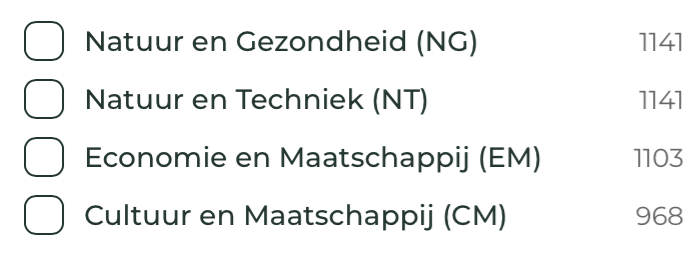 Natuur en Gezondheid (NG) 1141
Natuur en Techniek (NT) 1141
Economie en Maatschappij (EM) 1103
Cultuur en Maatschappij (CM) 968